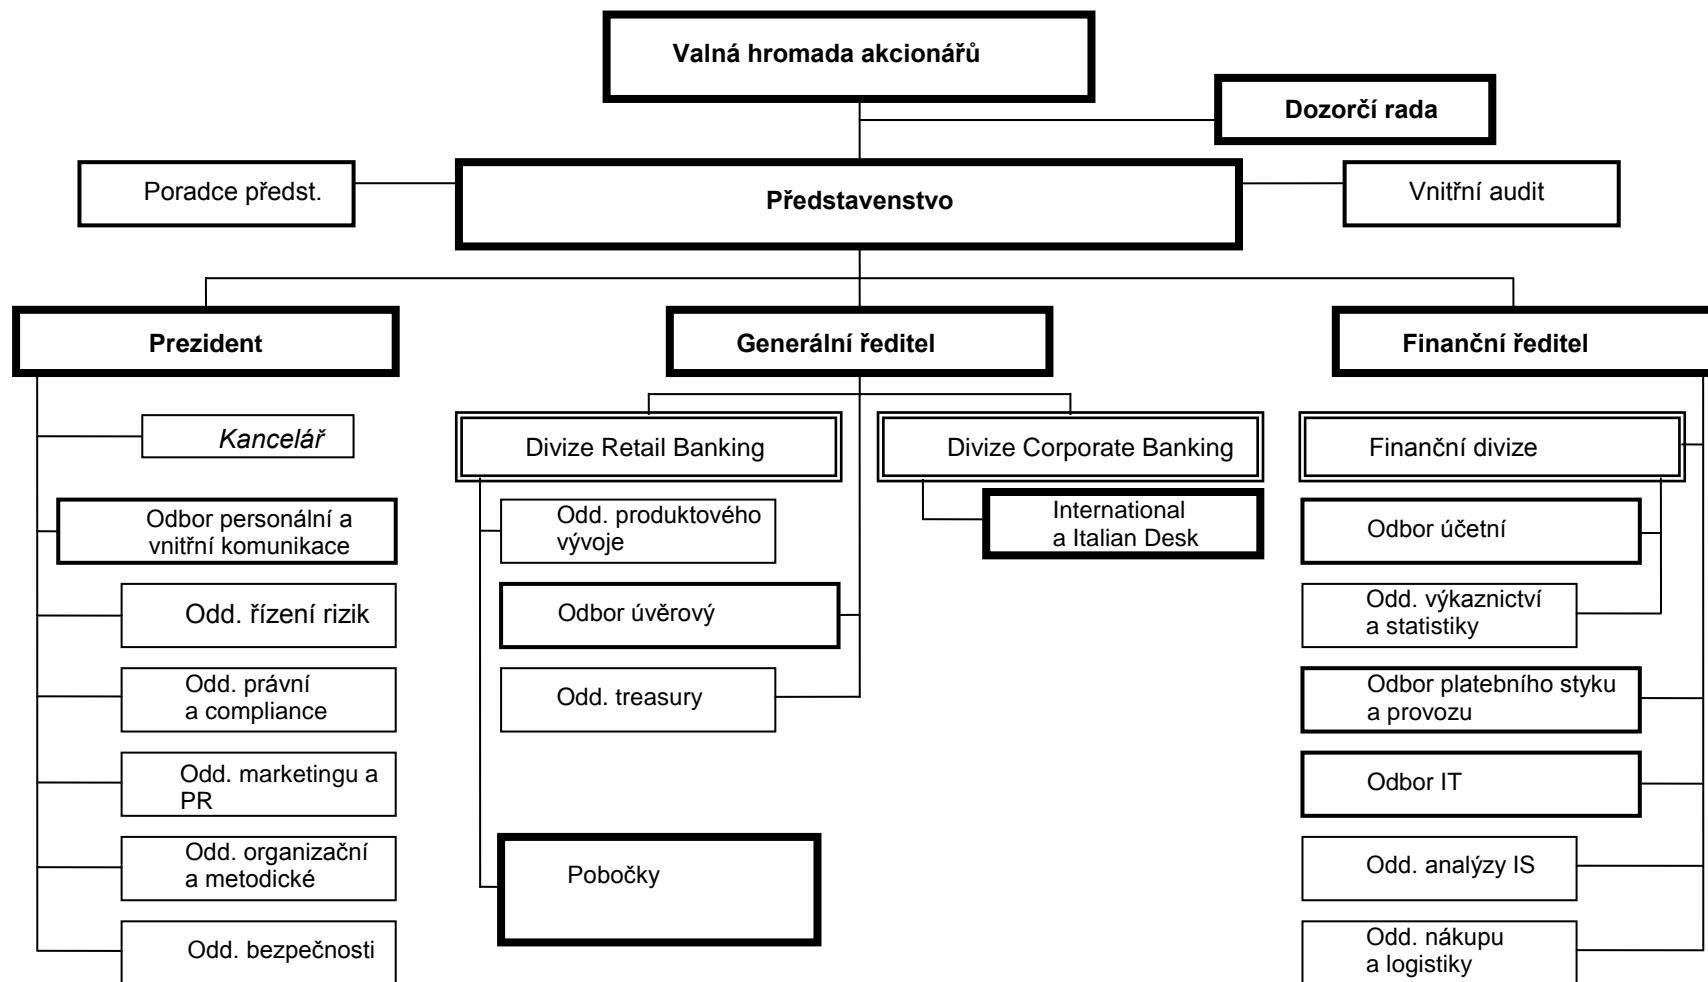 Valná hromada akcionářů
Dozorčí rada
Poradce předst.
Představenstvo
Vnitřní audit
Prezident
Generální ředitel
Finanční ředitel
Kancelář
Divize Retail Banking
Divize Corporate Banking
Finanční divize
Odbor personální a
vnitřní komunikace
Odd. produktového
vývoje
International
a Italian Desk
Odbor účetní
Odd. řízení rizik
Odbor úvěrový
Odd. výkaznictví
a statistiky
Odd. právní
a compliance
Odd. treasury
Odbor platebního styku
a provozu
Odd. marketingu a
PR
Odbor IT
Odd. organizační
a metodické
Pobočky
Odd. analýzy IS
Odd. bezpečnosti
Odd. nákupu
a logistiky